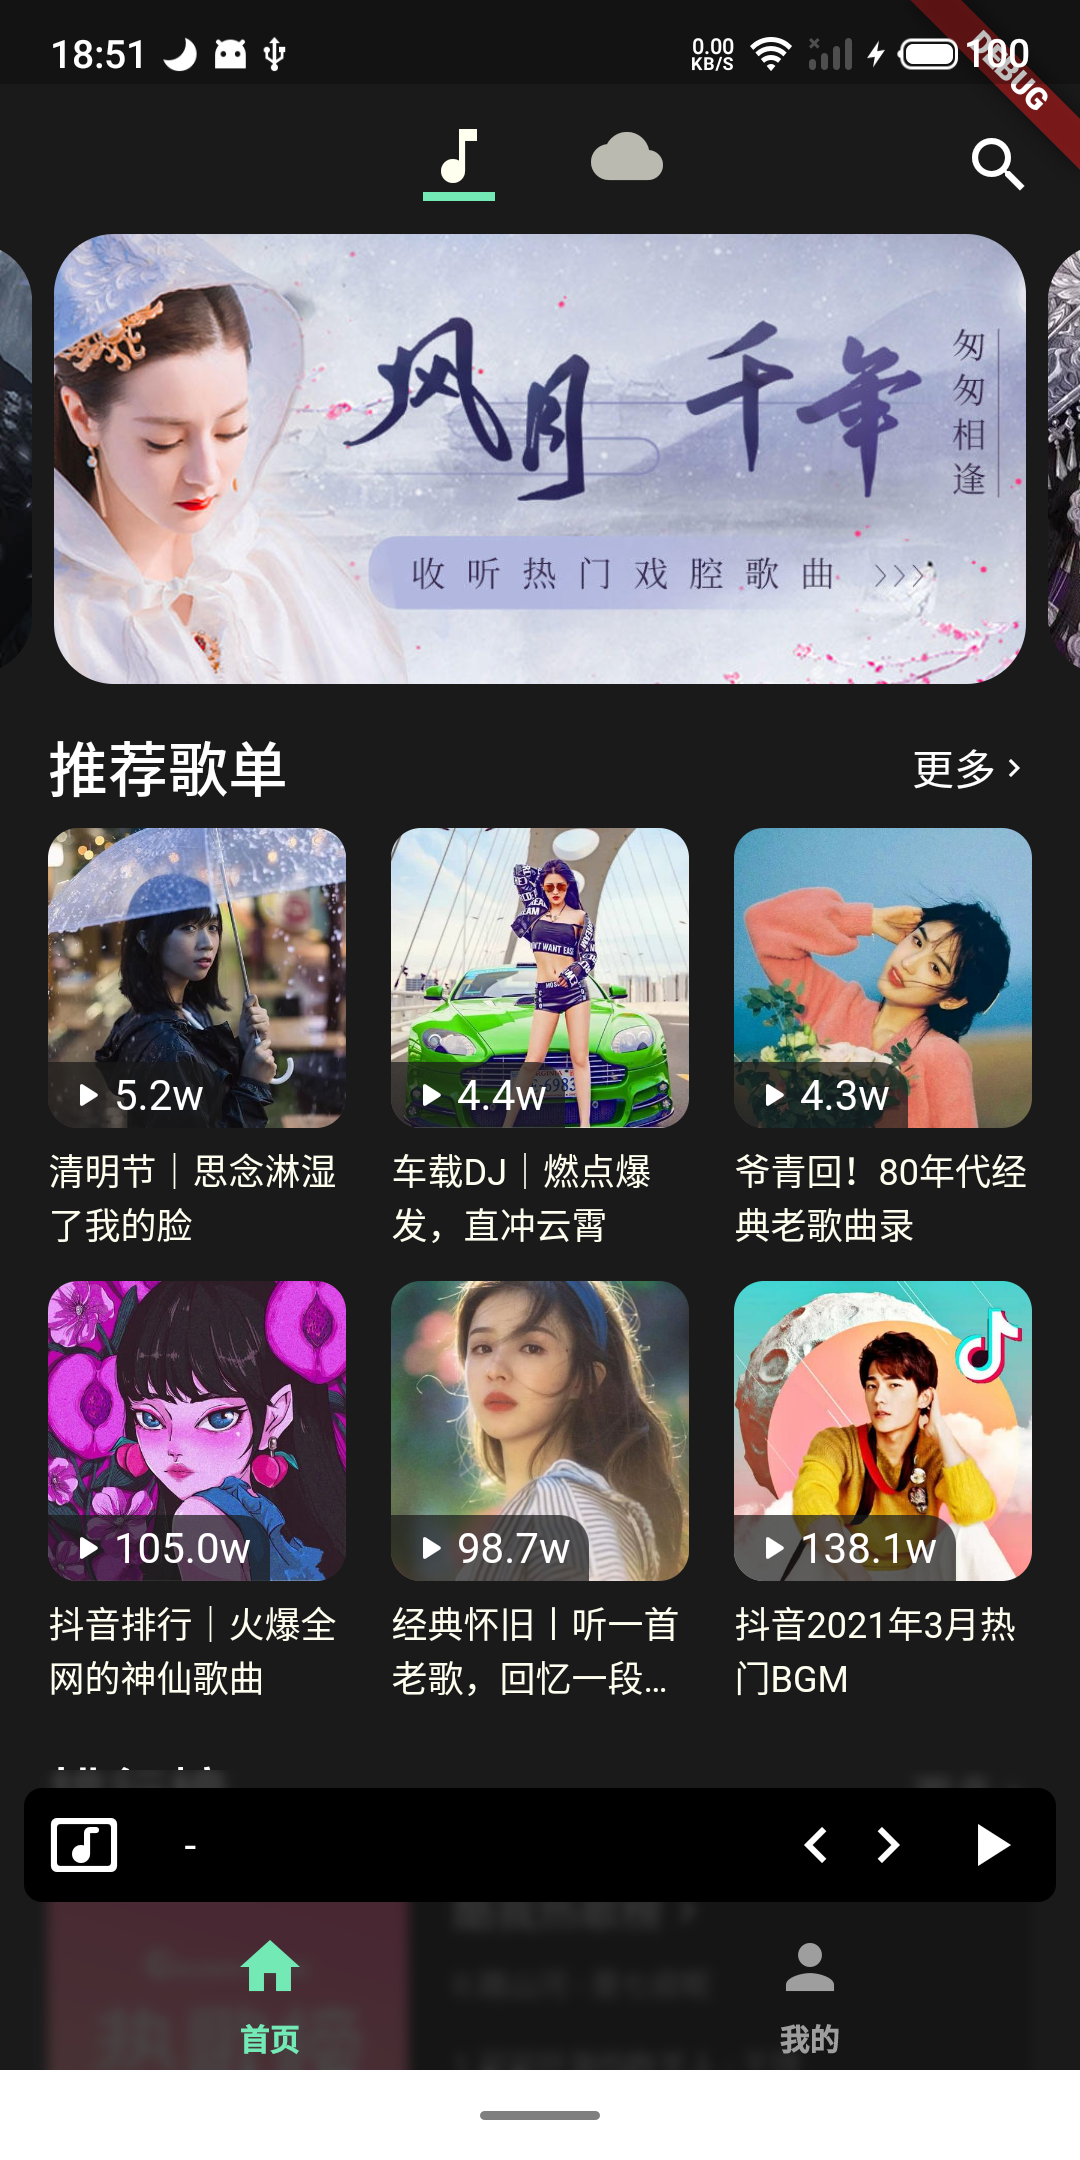 18:51
0.00
KB/S
100
DEBUG
风月 千年
匆匆相逢
收听热门戏腔歌曲 >>>
推荐歌单
更多 >
5.2w
4.4w
4.3w
清明节｜思念淋湿
了我的脸
车载DJ｜燃点爆
发，直冲云霄
爷青回！80年代经
典老歌曲录
105.0w
98.7w
138.1w
抖音排行｜火爆全
网的神仙歌曲
经典怀旧丨听一首
老歌，回忆一段...
抖音2021年3月热
门BGM
-
首页
我的